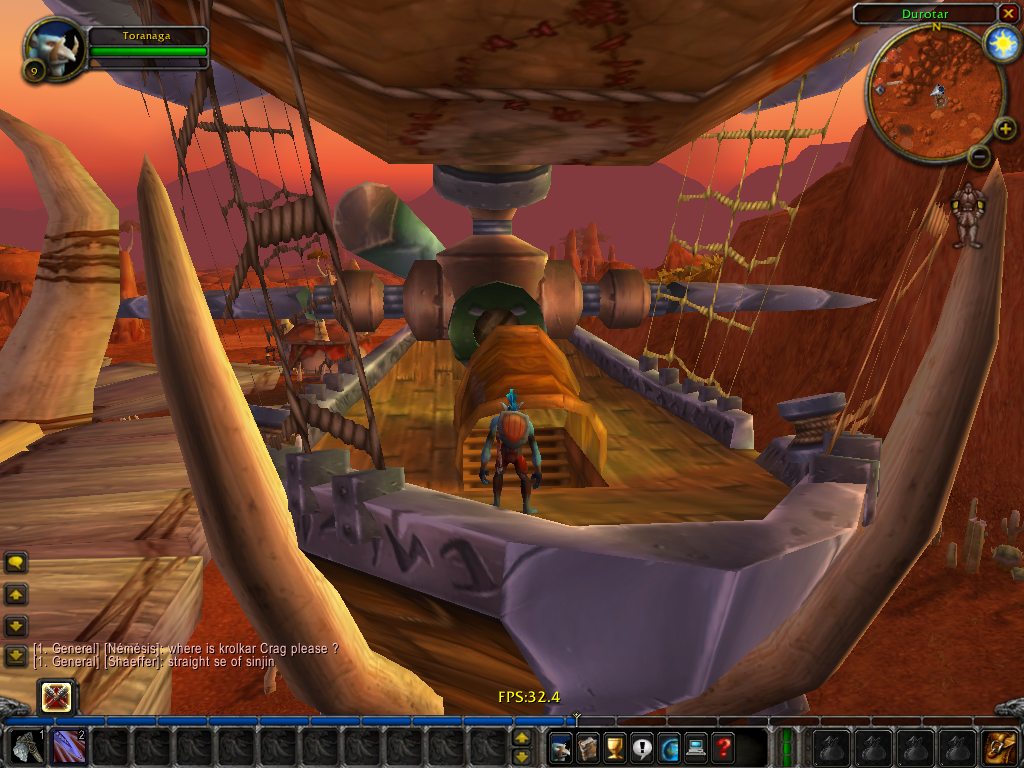 Toranaga
9
Durotar
N
[1. General] [Némésis]: where is krolkar Crag please ?
[1. General] [Shaeffer]: straight se of sinjin
FPS:32.4
1
2